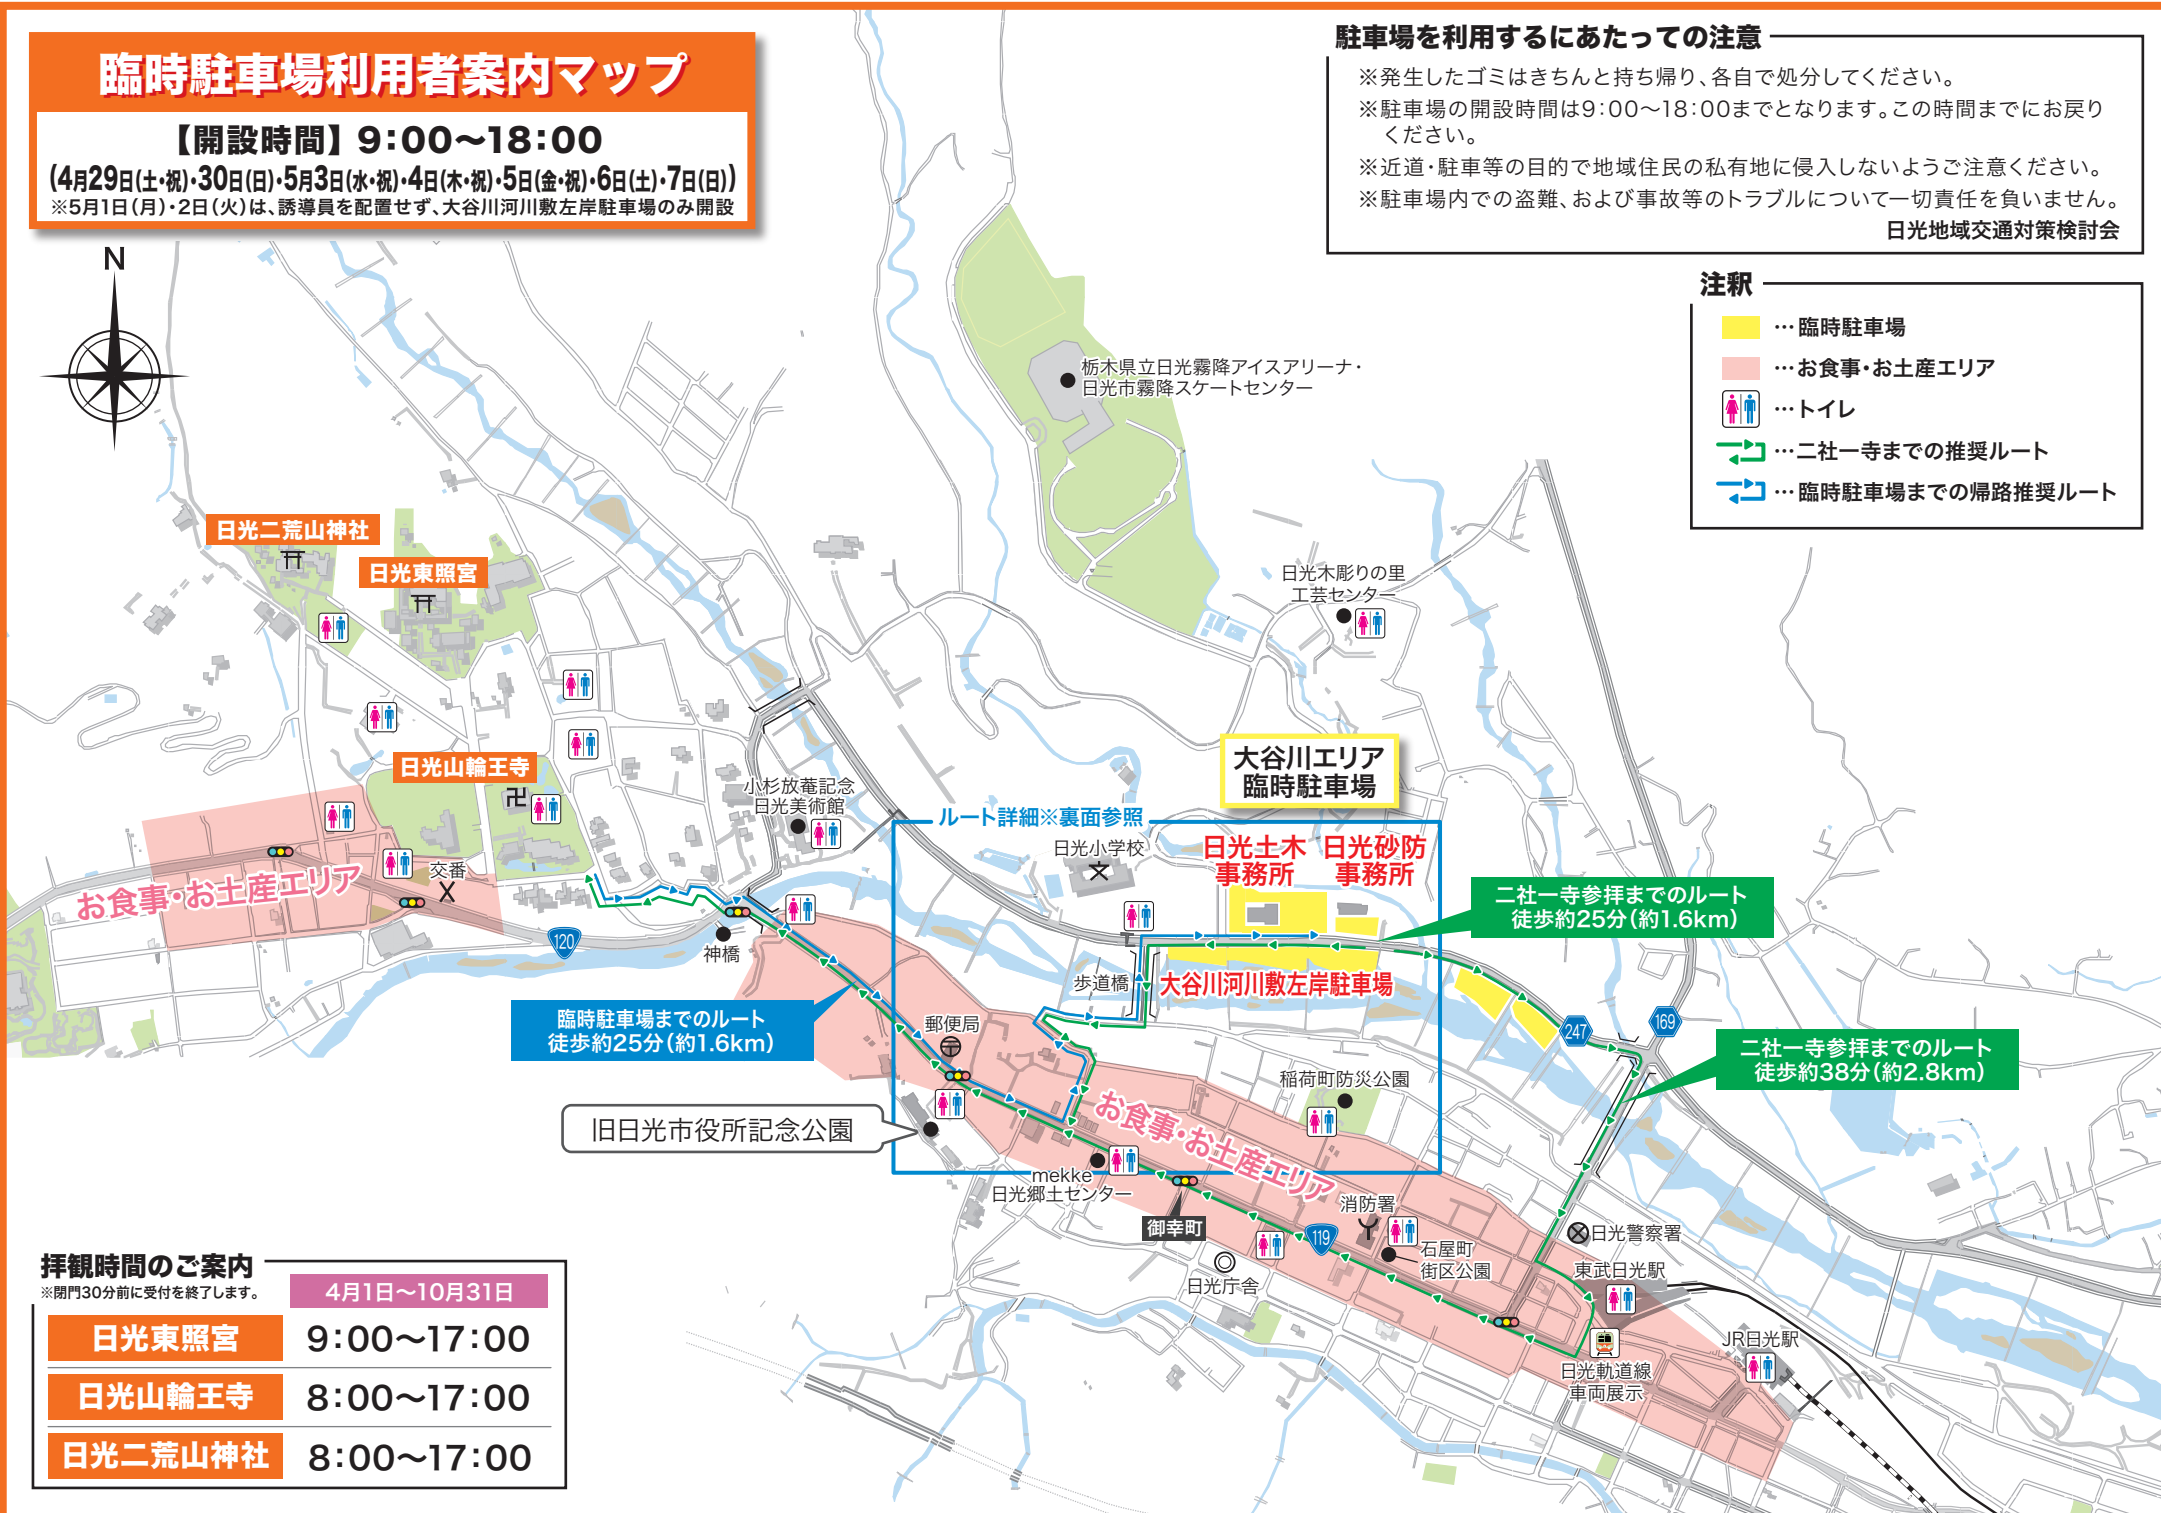 臨時駐車場利用者案内マップ
【開設時間】9:00〜18:00
(4月29日(土・祝)・30日(日)・5月3日(水・祝)・4日(木・祝)・5日(金・祝)・6日(土)・7日(日))
※5月1日(月)・2日(火)は、誘導員を配置せず、大谷川河川敷左岸駐車場のみ開設
駐車場を利用するにあたっての注意
※発生したゴミはきちんと持ち帰り、各自で処分してください。
※駐車場の開設時間は9:00〜18:00までとなります。この時間までにお戻り
ください。
※近道・駐車等の目的で地域住民の私有地に侵入しないようご注意ください。
※駐車場内での盗難、および事故等のトラブルについて一切責任を負いません。
日光地域交通対策検討会
注釈
…臨時駐車場
…お食事・お土産エリア
…トイレ
…二社一寺までの推奨ルート
…臨時駐車場までの帰路推奨ルート
N
栃木県立日光霧降アイスアリーナ・
日光市霧降スケートセンター
日光二荒山神社
日光東照宮
日光木彫りの里
工芸センター
日光山輪王寺
小杉放菴記念
日光美術館
大谷川エリア
臨時駐車場
ルート詳細※裏面参照
日光小学校
日光土木
事務所
日光砂防
事務所
交番
お食事・お土産エリア
二社一寺参拝までのルート
徒歩約25分(約1.6km)
120
神橋
歩道橋
大谷川河川敷左岸駐車場
臨時駐車場までのルート
徒歩約25分(約1.6km)
郵便局
247
169
二社一寺参拝までのルート
徒歩約38分(約2.8km)
稲荷町防災公園
旧日光市役所記念公園
お食事・お土産エリア
mekke
日光郷土センター
御幸町
消防署
119
石屋町
街区公園
日光庁舎
日光警察署
東武日光駅
JR日光駅
日光軌道線
車両展示
拝観時間のご案内
※閉門30分前に受付を終了します。
4月1日〜10月31日
日光東照宮 9:00〜17:00
日光山輪王寺 8:00〜17:00
日光二荒山神社 8:00〜17:00